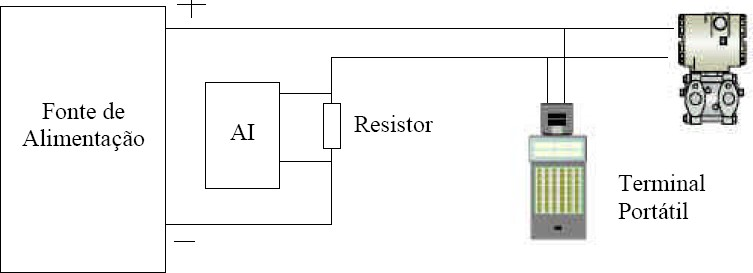 +
Fonte de
Alimentação
AI
Resistor
Terminal
Portátil
—